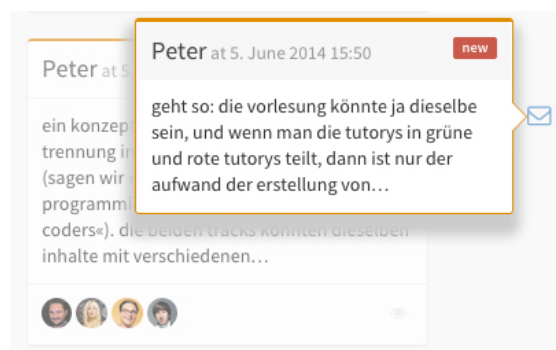 Peter at 5. June 2014 15:50
new
geht so: die vorlesung könnte ja dieselbe
sein, und wenn man die tutorys in grüne
und rote tutorys teilt, dann ist nur der
aufwand der erstellung von…
Peter at 5
ein konzep
trennung in
(sagen wir
programmi
coders«). die beiden tracks könnten dieselben
inhalte mit verschiedenen…